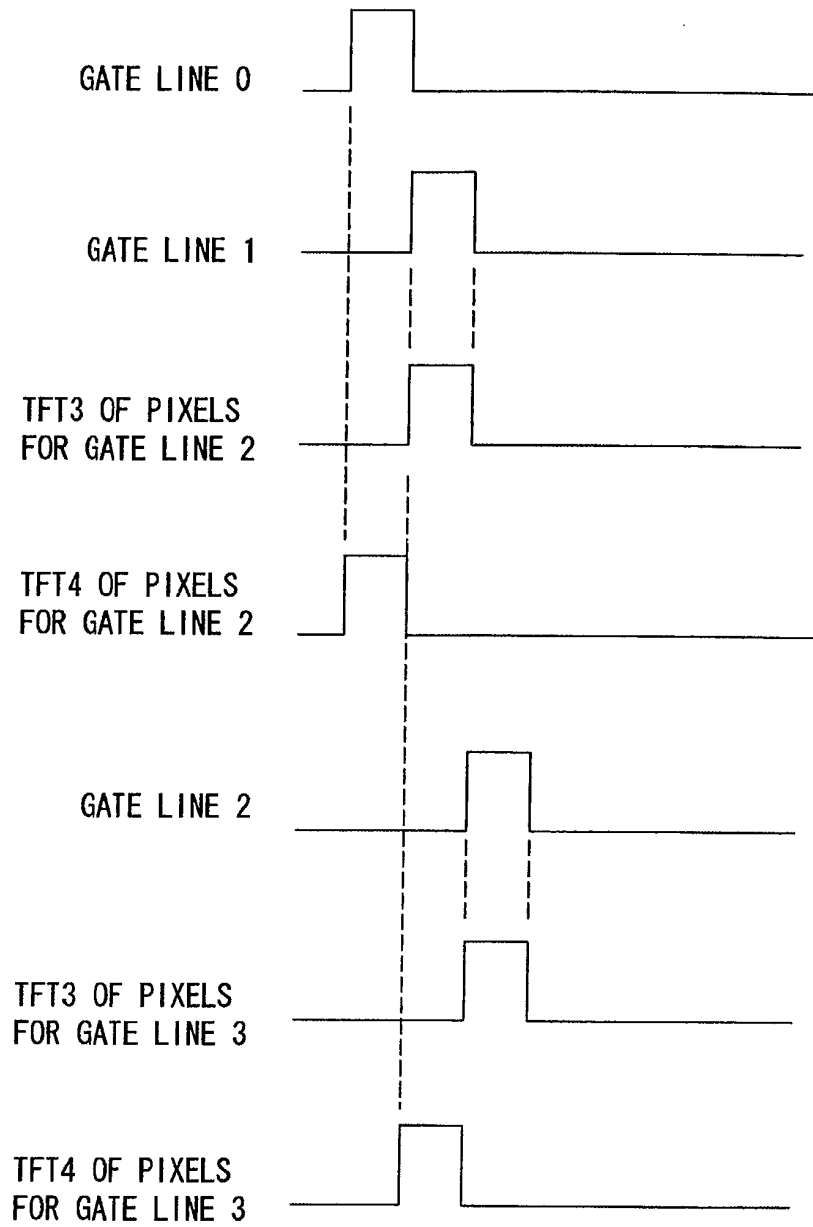 GATE LINE 0
GATE LINE 1
TFT3 OF PIXELS
FOR GATE LINE 2
TFT4 OF PIXELS
FOR GATE LINE 2
GATE LINE 2
TFT3 OF PIXELS
FOR GATE LINE 3
TFT4 OF PIXELS
FOR GATE LINE 3